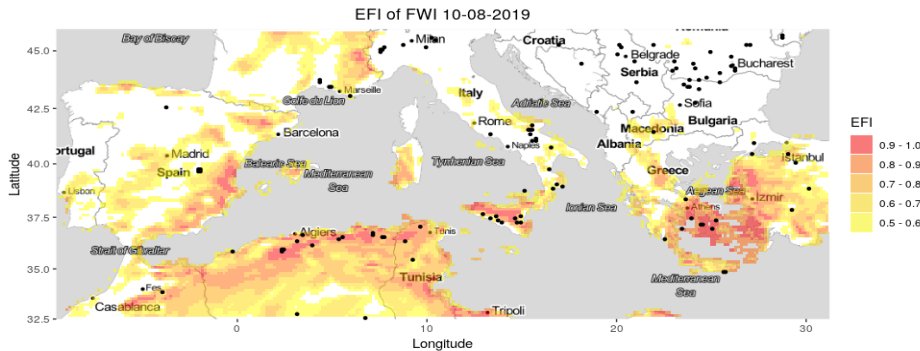 EFI of FWI 10-08-2019
Bay of Biscay
Milan
Croatia
Romania
Belgrade
Bucharest
Serbia
Marseille
Golfe du Lion
Italy
Adriatic Sea
Sofia
Bulgaria
Barcelona
Rome
Macedonia
Naples
Albania
Istanbul
ortugal
Madrid
Spain
Balearic Sea
Mediterranean
Sea
Tyrrhenian Sea
Greece
Lisbon
Ionian Sea
Aegean Sea
Athens
Izmir
Strait of Gibraltar
Algiers
Tunis
Tunisia
Mediterranean
Sea
Fes
Casablanca
Tripoli
45.0
42.5
40.0
37.5
35.0
32.5
Latitude
0
10
20
30
Longitude
EFI
0.9 - 1.0
0.8 - 0.9
0.7 - 0.8
0.6 - 0.7
0.5 - 0.6